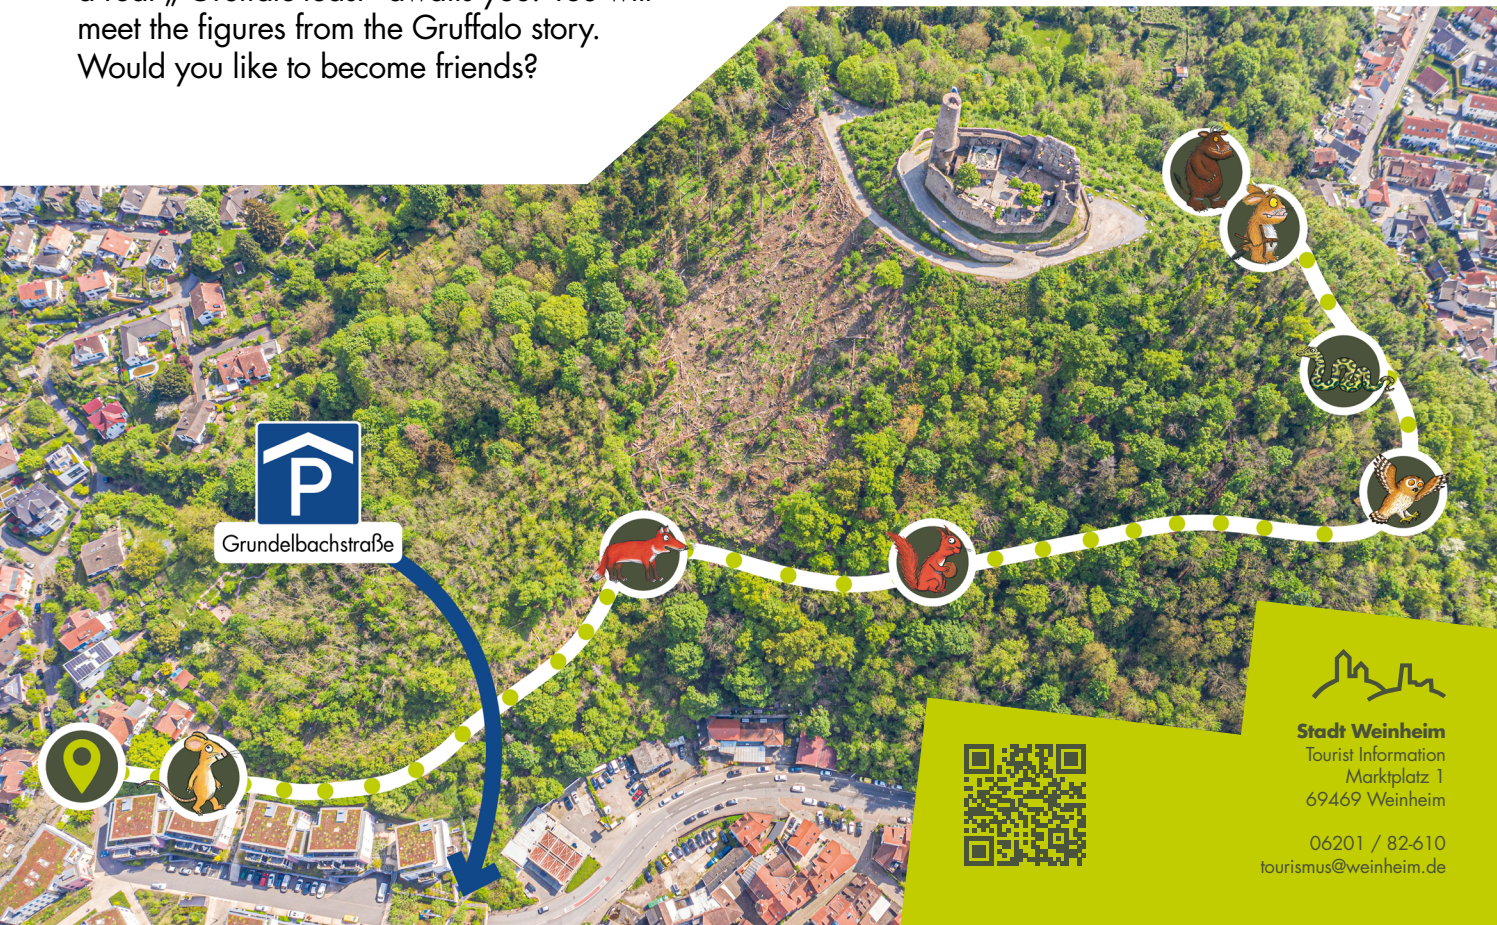 meet the figures from the Gruffalo story.
Would you like to become friends?
P
Grundelbachstraße
Stadt Weinheim
Tourist Information
Marktplatz 1
69469 Weinheim
06201 / 82-610
tourismus@weinheim.de